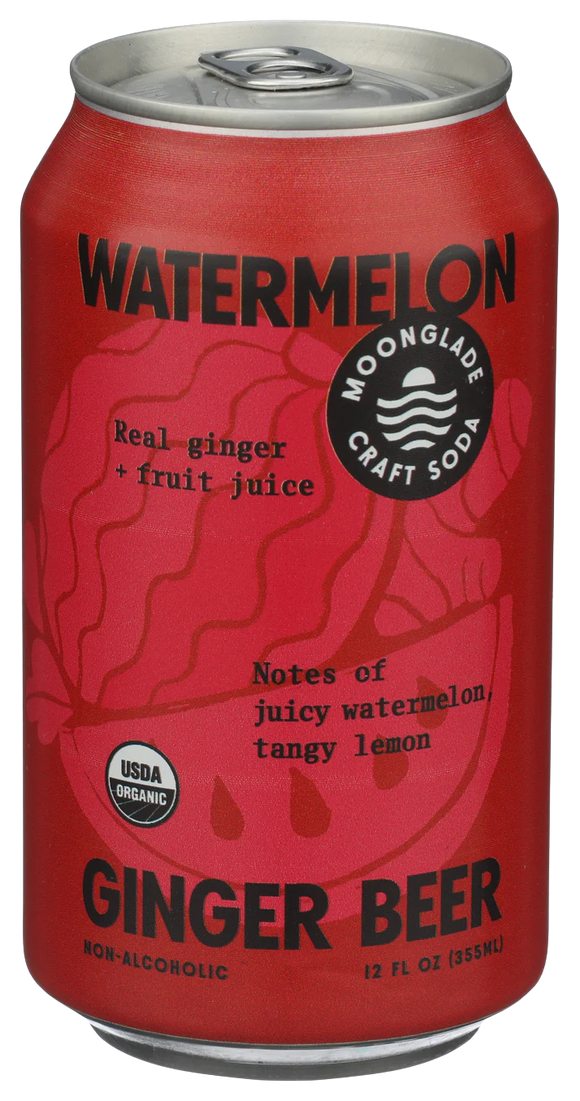 WATERMELON
MOONGLADE
CRAFT SODA
Real ginger
+ fruit juice
Notes of
juicy watermelon,
tangy lemon
USDA
ORGANIC
GINGER BEER
NON-ALCOHOLIC
12 FL OZ (355ML)